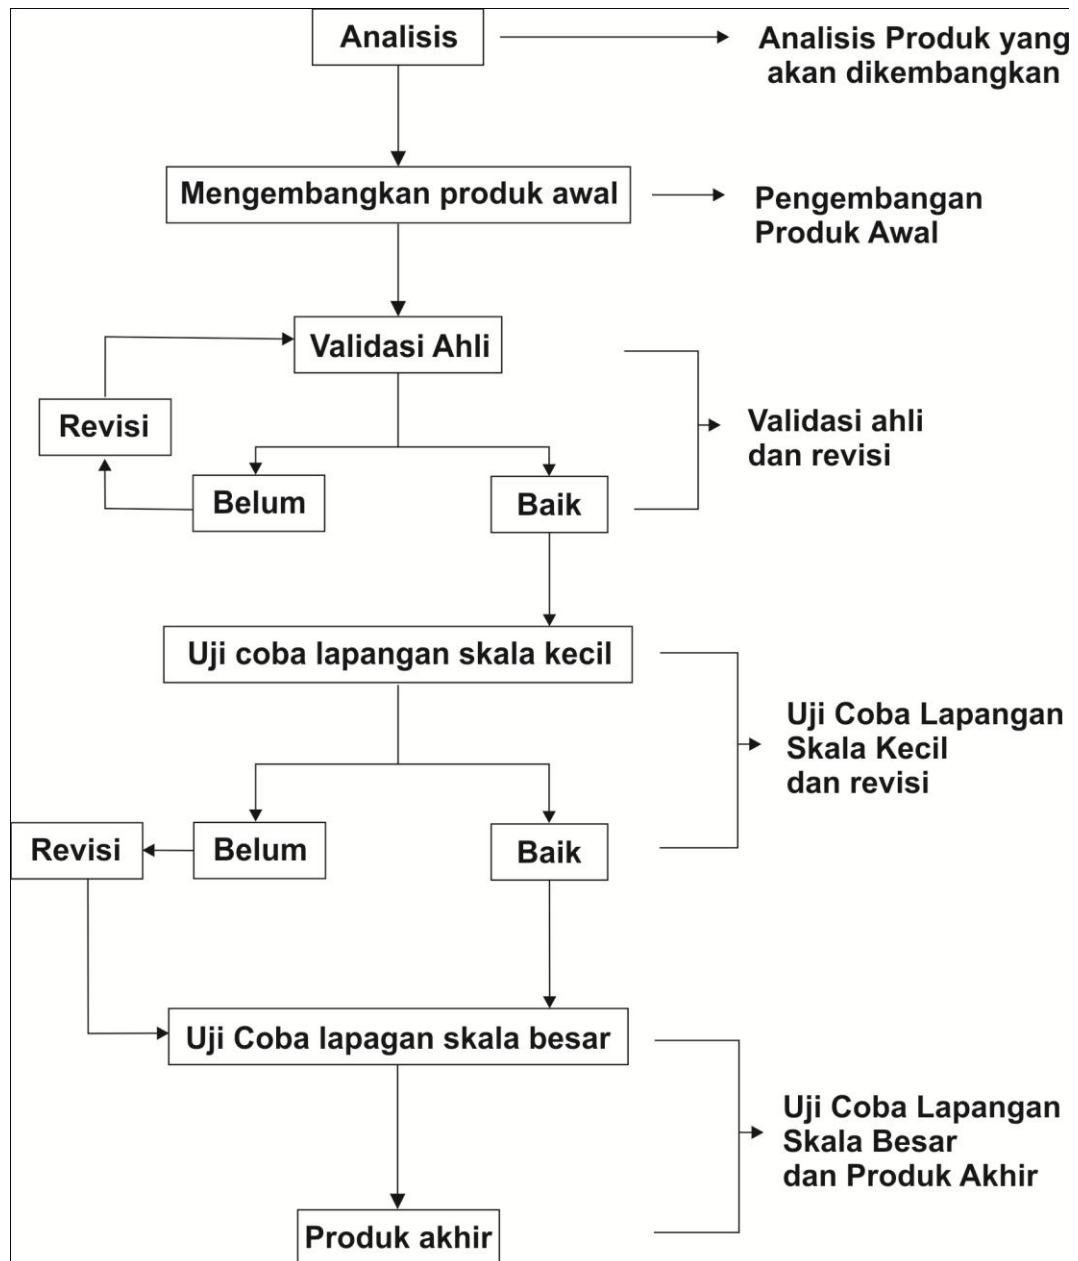 Analisis
Analisis Produk yang
akan dikembangkan
Mengembangkan produk awal
Pengembangan
Produk Awal
Validasi Ahli
Revisi
Validasi ahli
dan revisi
Belum
Baik
Uji coba lapangan skala kecil
Uji Coba Lapangan
Skala Kecil
dan revisi
Revisi
Belum
Baik
Uji Coba lapagan skala besar
Uji Coba Lapangan
Skala Besar
dan Produk Akhir
Produk akhir